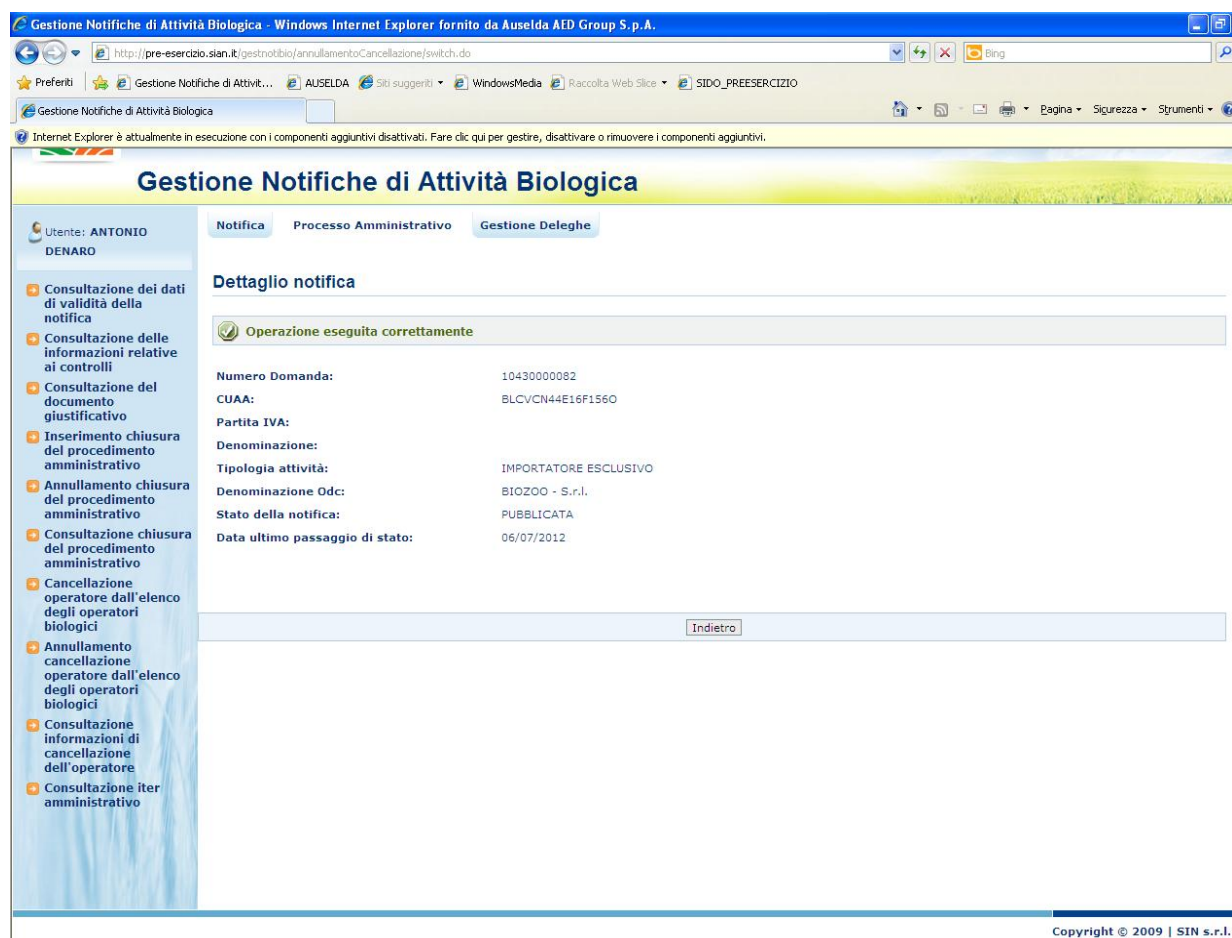 Gestione Notifiche di Attività Biologica - Windows Internet Explorer fornito da Auselda AED Group S.p.A.
http://pre-esercizio.sian.it/gestnotibio/annullamentoCancellazione/switch.do
Bing
Preferiti
Gestione Notifiche di Attivit...
AUSELDA
Siti suggeriti
WindowsMedia
Raccolta Web Slice
SIDO_PREESERCIZIO
Gestione Notifiche di Attività Biologica
Pagina
Sicurezza
Strumenti
Internet Explorer è attualmente in esecuzione con i componenti aggiuntivi disattivati. Fare clic qui per gestire, disattivare o rimuovere i componenti aggiuntivi.
Gestione Notifiche di Attività Biologica
Utente: ANTONIO
DENARO
Notifica
Processo Amministrativo
Gestione Deleghe
Consultazione dei dati
di validità della
notifica
Consultazione delle
informazioni relative
ai controlli
Consultazione del
documento
giustificativo
Inserimento chiusura
del procedimento
amministrativo
Annullamento chiusura
del procedimento
amministrativo
Consultazione chiusura
del procedimento
amministrativo
Cancellazione
operatore dall'elenco
degli operatori
biologici
Annullamento
cancellazione
operatore dall'elenco
degli operatori
biologici
Consultazione
informazioni di
cancellazione
dell'operatore
Consultazione iter
amministrativo
Dettaglio notifica
Operazione eseguita correttamente
Numero Domanda: 10430000082
CUAA: BLCVCN44E16F156O
Partita IVA:
Denominazione:
Tipologia attività: IMPORTATORE ESCLUSIVO
Denominazione Odc: BIOZOO - S.r.l.
Stato della notifica: PUBBLICATA
Data ultimo passaggio di stato: 06/07/2012
Indietro
Copyright © 2009 | SIN s.r.l.